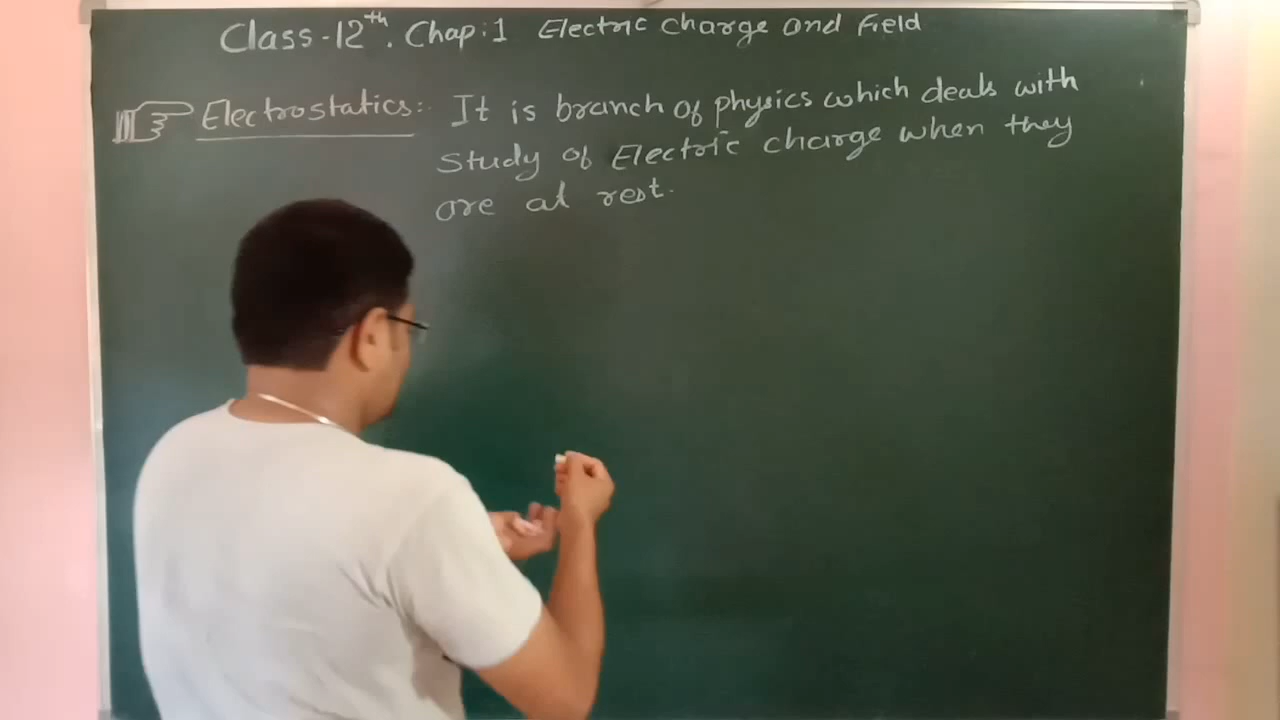 Class-12th. Chap:1 Electric Charge and Field
Electrostatics:- It is branch of physics which deals with
study of Electric charge when they
are at rest.